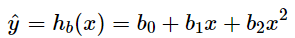 ŷ = h_b(x) = b_0 + b_1x + b_2x^2